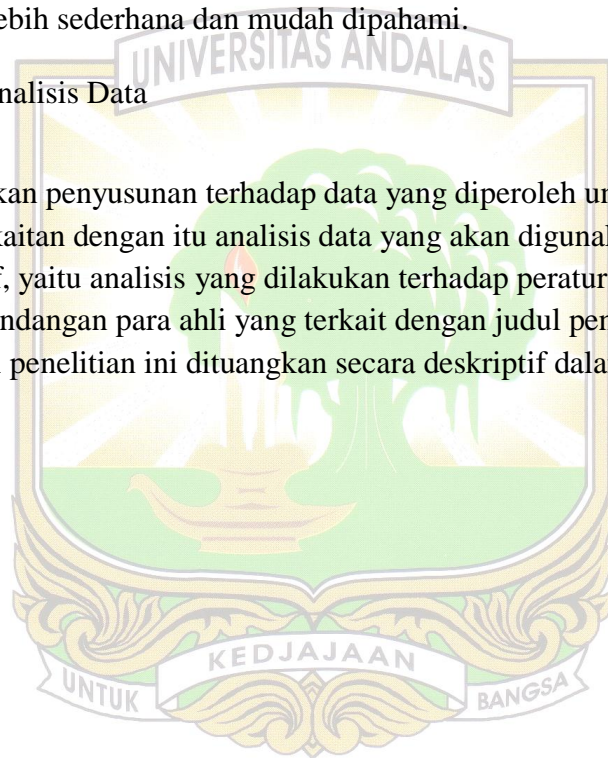 ebih sederhana dan mudah dipahami.
UNIVERSITAS ANDALAS
nalisis Data
kan penyusunan terhadap data yang diperoleh un
kaitan dengan itu analisis data yang akan diguna
f, yaitu analisis yang dilakukan terhadap peratur
ndangan para ahli yang terkait dengan judul pen
penelitian ini dituangkan secara deskriptif dala
KEDJAJAAN
UNTUK
BANGSA